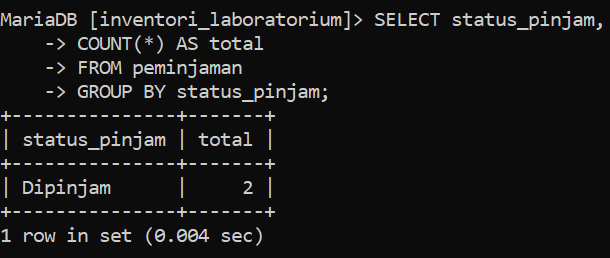 MariaDB [inventori_laboratorium]> SELECT status_pinjam,
    -> COUNT(*) AS total
    -> FROM peminjaman
    -> GROUP BY status_pinjam;
+---------------+-------+
| status_pinjam | total |
+---------------+-------+
| Dipinjam      |     2 |
+---------------+-------+
1 row in set (0.004 sec)